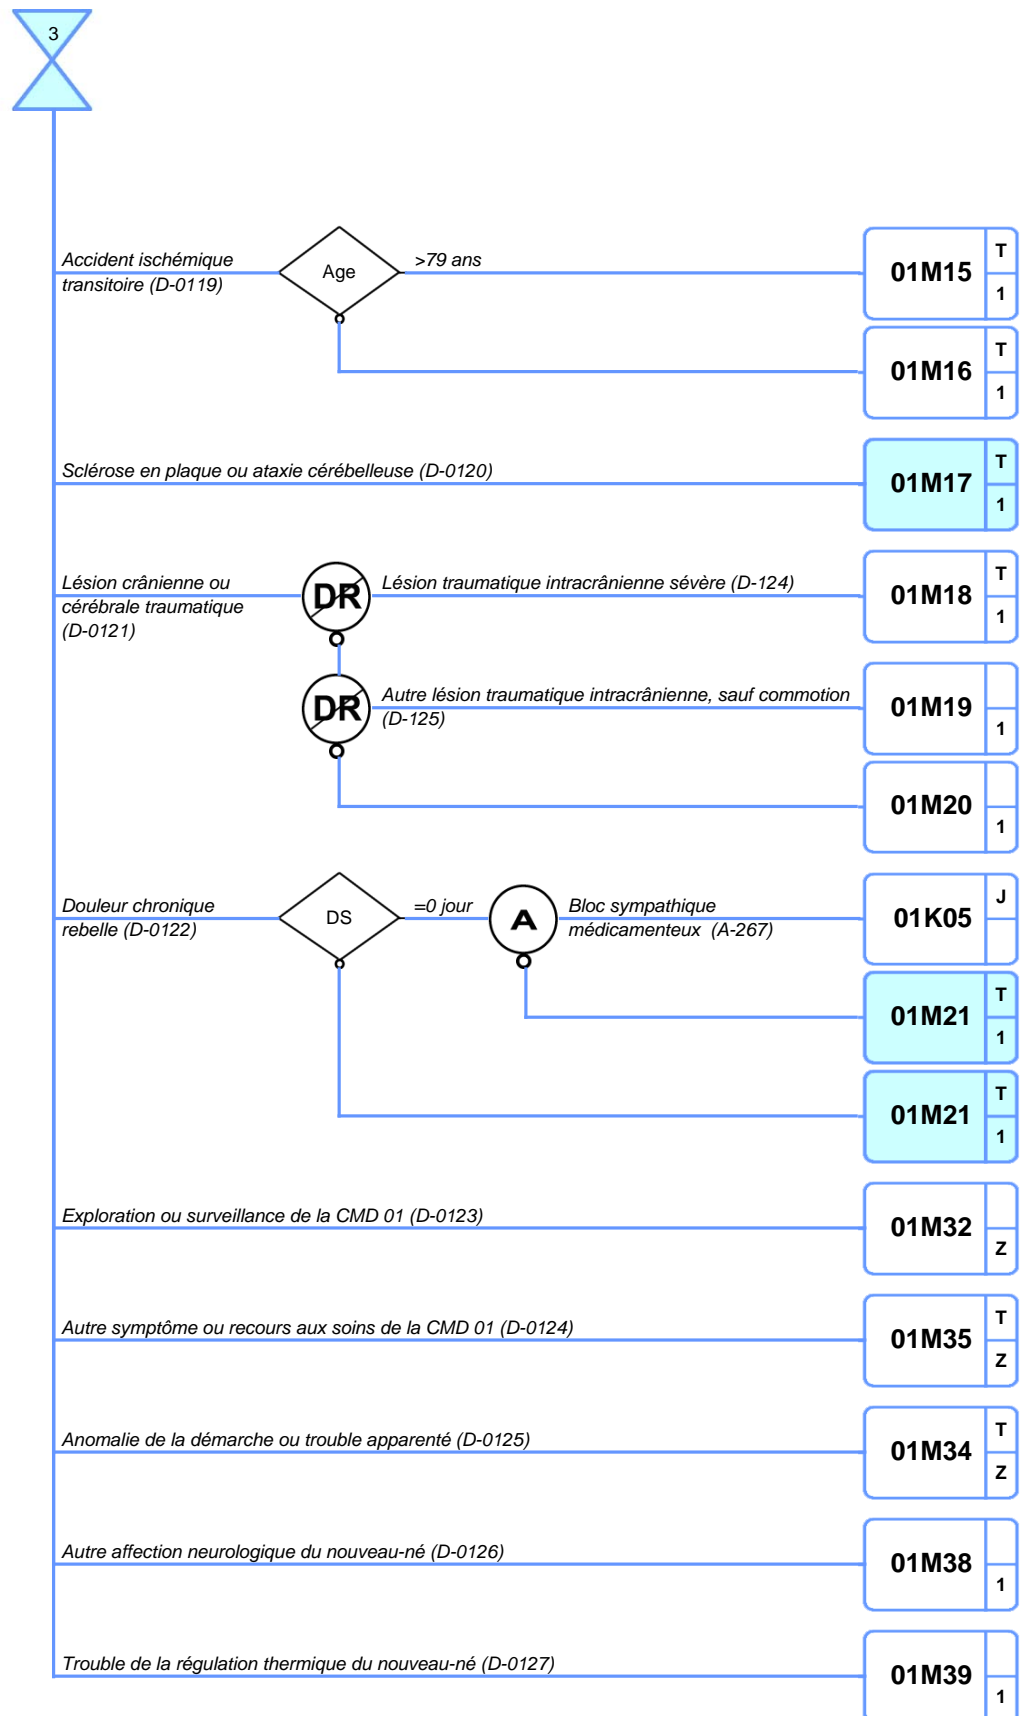 3
Accident ischémique
transitoire (D-0119)
Age
>79 ans
01M15
T
1
01M16
T
1
Sclérose en plaque ou ataxie cérébelleuse (D-0120)
01M17
T
1
Lésion crânienne ou
cérébrale traumatique
(D-0121)
DR
Lésion traumatique intracrânienne sévère (D-124)
01M18
T
1
DR
Autre lésion traumatique intracrânienne, sauf commotion
(D-125)
01M19
1
01M20
1
Douleur chronique
rebelle (D-0122)
DS
=0 jour
A
Bloc sympathique
médicamenteux (A-267)
01K05
J
01M21
T
1
01M21
T
1
Exploration ou surveillance de la CMD 01 (D-0123)
01M32
Z
Autre symptôme ou recours aux soins de la CMD 01 (D-0124)
01M35
T
Z
Anomalie de la démarche ou trouble apparenté (D-0125)
01M34
T
Z
Autre affection neurologique du nouveau-né (D-0126)
01M38
1
Trouble de la régulation thermique du nouveau-né (D-0127)
01M39
1